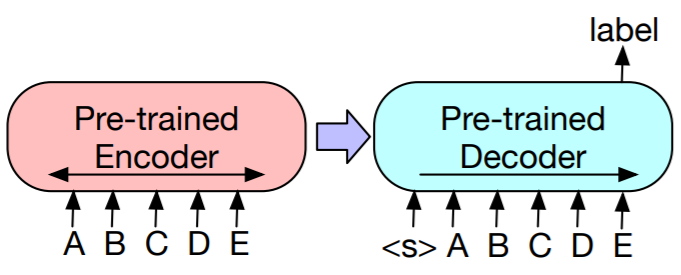 label
Pre-trained
Encoder
Pre-trained
Decoder
A B C D E
<s> A B C D E